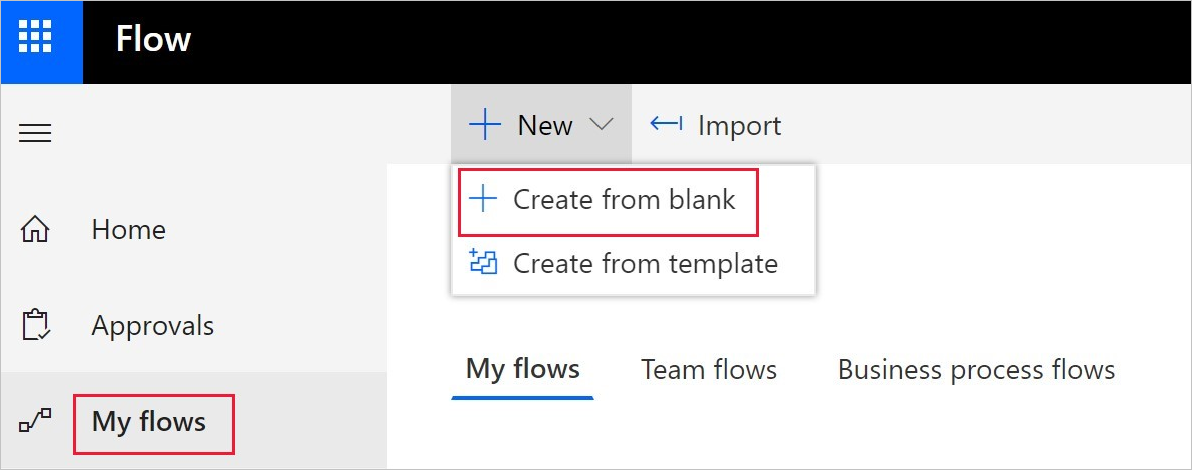 Flow
New
Import
Create from blank
Create from template
Home
Approvals
My flows
My flows
Team flows
Business process flows